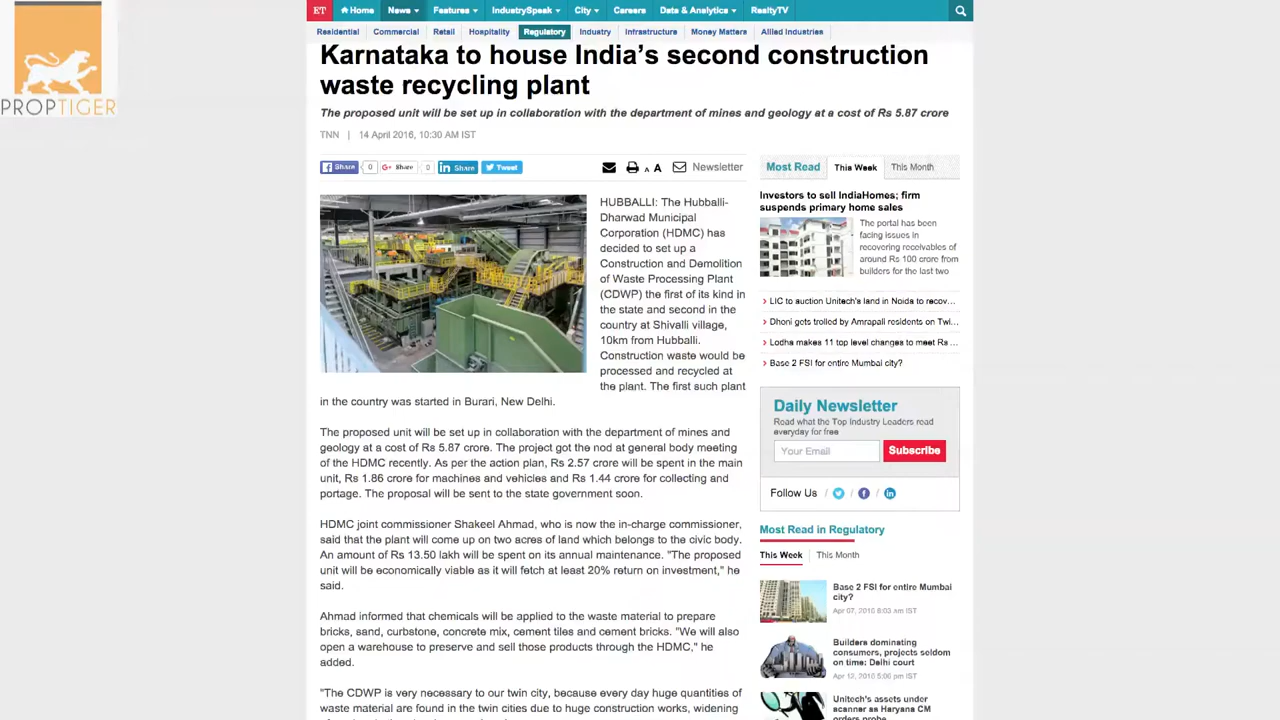 PROPTIGER
ET Home News Features IndustrySpeak City Careers Data & Analytics RealtyTV
Residential Commercial Retail Hospitality Regulatory Industry Infrastructure Money Matters Allied Industries
Karnataka to house India's second construction
waste recycling plant
The proposed unit will be set up in collaboration with the department of mines and geology at a cost of Rs 5.87 crore
TNN | 14 April 2016, 10:30 AM IST
Share 0 Share 0 Share Tweet A A Newsletter
HUBBALLI: The Hubballi-
Dharwad Municipal
Corporation (HDMC) has
decided to set up a
Construction and Demolition
of Waste Processing Plant
(CDWP) the first of its kind in
the state and second in the
country at Shivalli village,
10km from Hubballi.
Construction waste would be
processed and recycled at
the plant. The first such plant
in the country was started in Burari, New Delhi.
The proposed unit will be set up in collaboration with the department of mines and
geology at a cost of Rs 5.87 crore. The project got the nod at general body meeting
of the HDMC recently. As per the action plan, Rs 2.57 crore will be spent in the main
unit, Rs 1.86 crore for machines and vehicles and Rs 1.44 crore for collecting and
portage. The proposal will be sent to the state government soon.
HDMC joint commissioner Shakeel Ahmad, who is now the in-charge commissioner,
said that the plant will come up on two acres of land which belongs to the civic body.
An amount of Rs 13.50 lakh will be spent on its annual maintenance. "The proposed
unit will be economically viable as it will fetch at least 20% return on investment," he
said.
Ahmad informed that chemicals will be applied to the waste material to prepare
bricks, sand, curbstone, concrete mix, cement tiles and cement bricks. "We will also
open a warehouse to preserve and sell those products through the HDMC," he
added.
"The CDWP is very necessary to our twin city, because every day huge quantities of
waste material are found in the twin cities due to huge construction works, widening
Most Read This Week This Month
Investors to sell IndiaHomes; firm
suspends primary home sales
The portal has been
facing issues in
recovering receivables of
around Rs 100 crore from
builders for the last two
LIC to auction Unitech's land in Noida to recov...
Dhoni gets trolled by Amrapali residents on Twi...
Lodha makes 11 top level changes to meet Rs ...
Base 2 FSI for entire Mumbai city?
Daily Newsletter
Read what the Top Industry Leaders read
everyday for free
Your Email Subscribe
Follow Us / / /
Most Read in Regulatory
This Week This Month
Base 2 FSI for entire Mumbai
city?
Apr 07, 2016 6:03 am IST
Builders dominating
consumers, projects seldom
on time: Delhi court
Apr 12, 2016 5:06 pm IST
Unitech's assets under
scanner as Haryana CM
orders probe